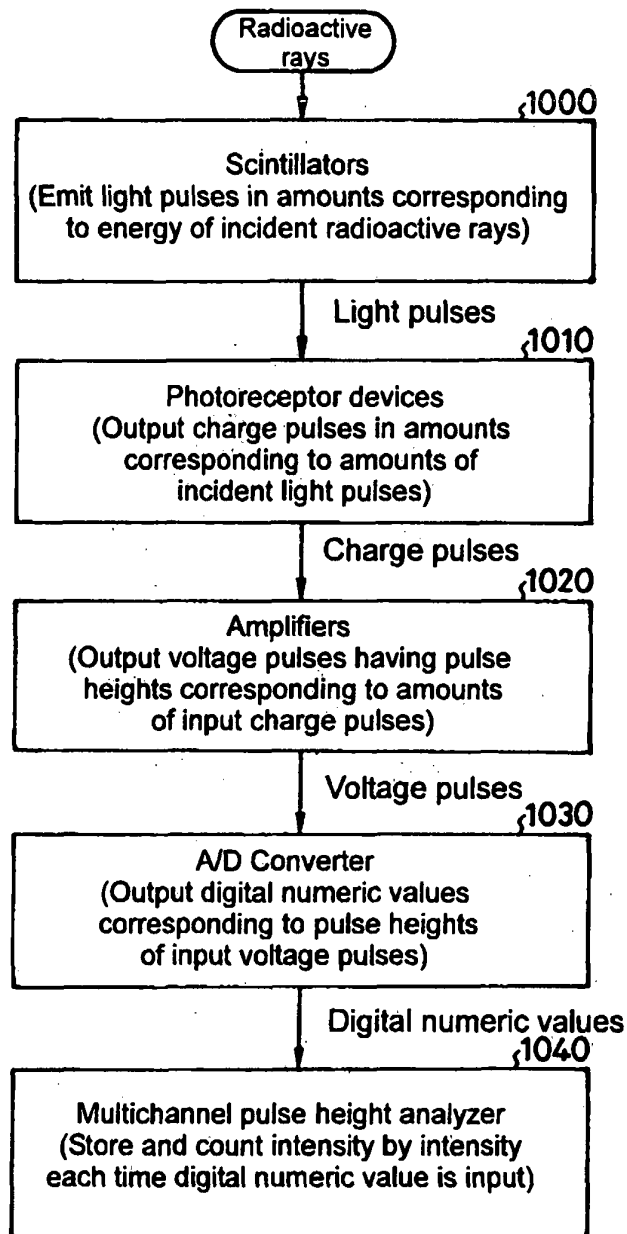 Radioactive
rays
1000
Scintillators
(Emit light pulses in amounts corresponding
to energy of incident radioactive rays)
Light pulses
1010
Photoreceptor devices
(Output charge pulses in amounts
corresponding to amounts of
incident light pulses)
Charge pulses
1020
Amplifiers
(Output voltage pulses having pulse
heights corresponding to amounts
of input charge pulses)
Voltage pulses
1030
A/D Converter
(Output digital numeric values
corresponding to pulse heights
of input voltage pulses)
Digital numeric values
1040
Multichannel pulse height analyzer
(Store and count intensity by intensity
each time digital numeric value is input)